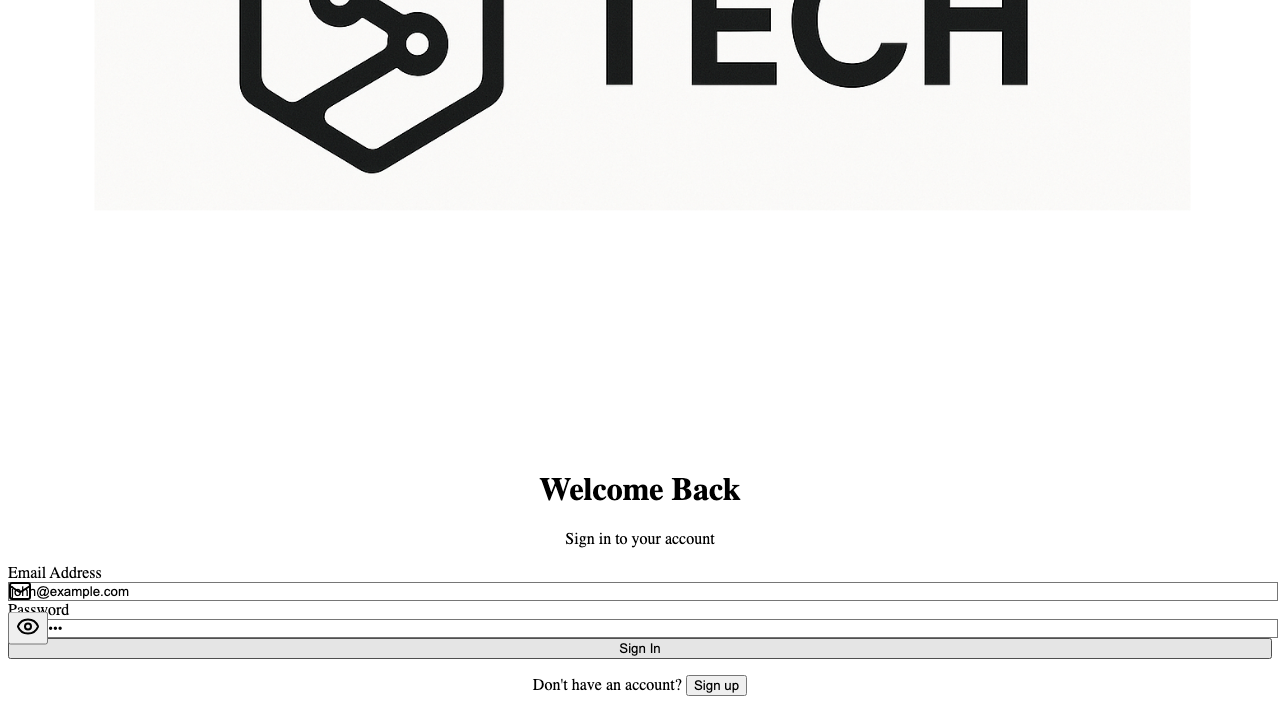 TECH
Welcome Back
Sign in to your account
Email Address
john@example.com
Password
•••
Sign In
Don't have an account? Sign up